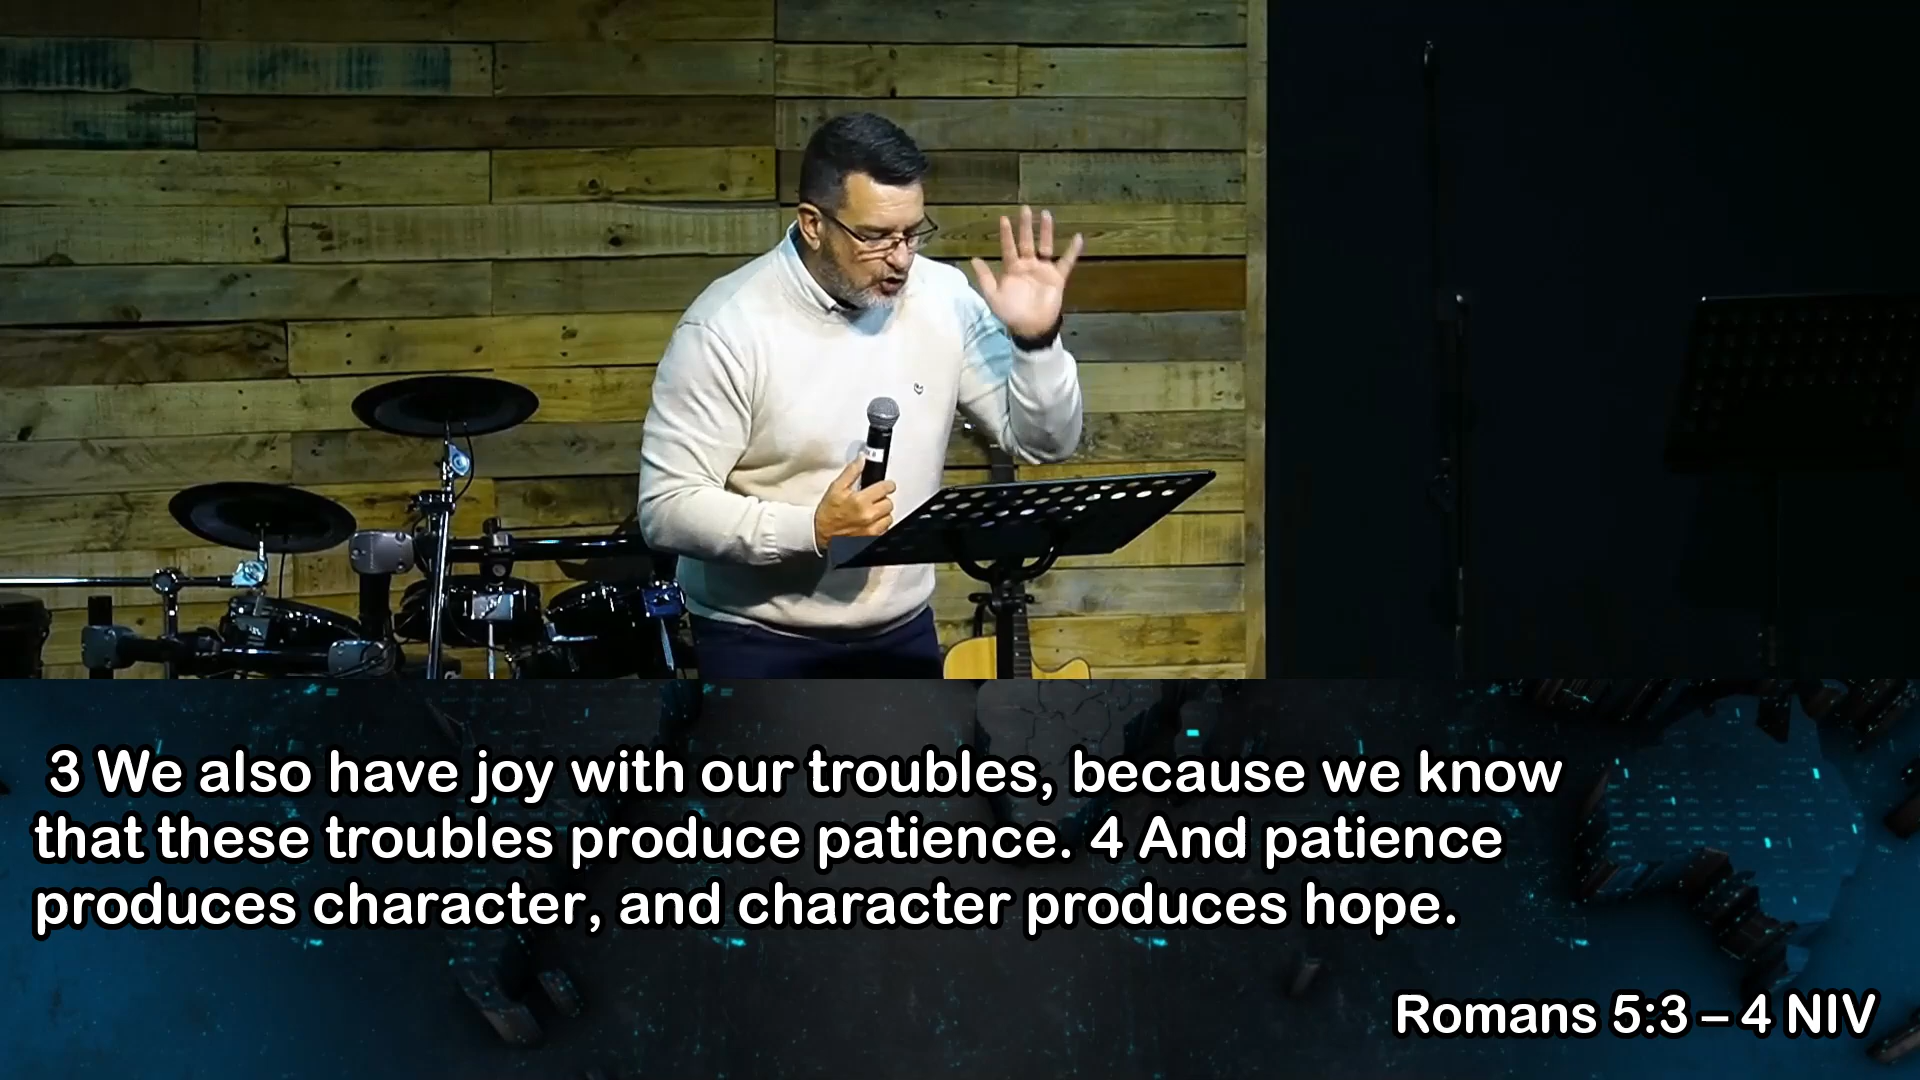 3 We also have joy with our troubles, because we know
that these troubles produce patience. 4 And patience
produces character, and character produces hope.
Romans 5:3 – 4 NIV